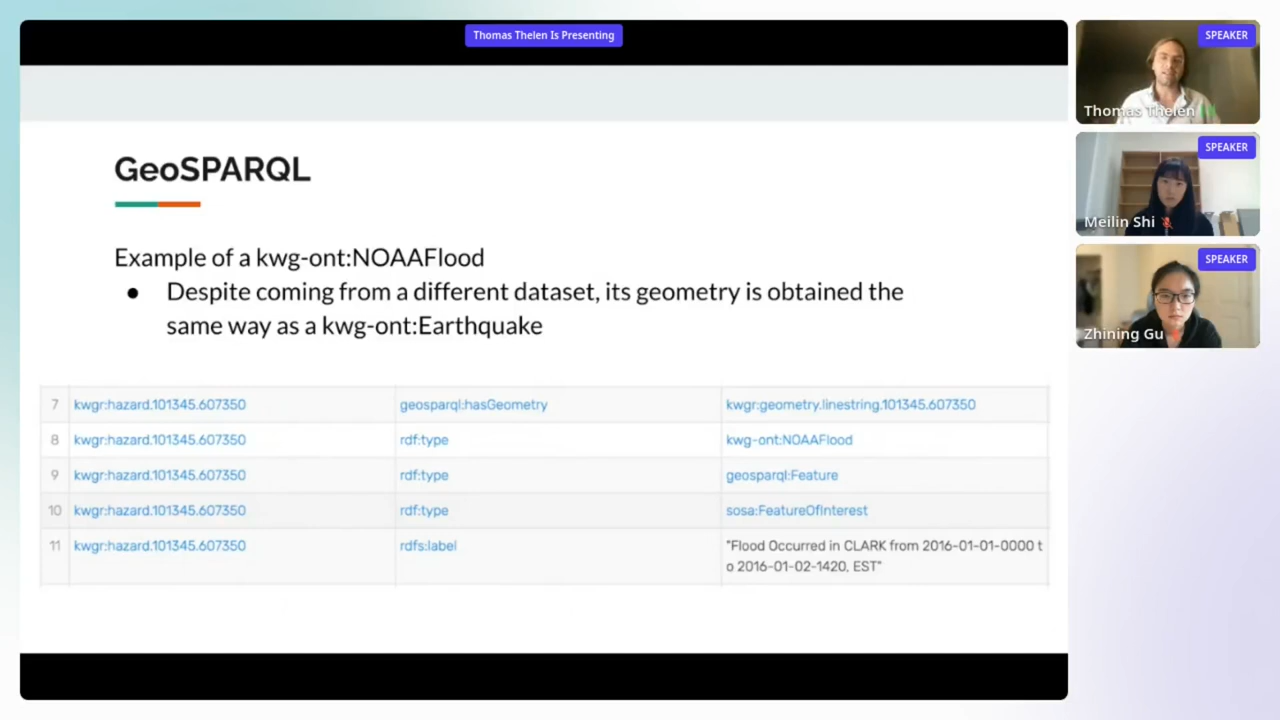 Thomas Thelen Is Presenting
GeoSPARQL
Example of a kwg-ont:NOAAFlood
● Despite coming from a different dataset, its geometry is obtained the
same way as a kwg-ont:Earthquake
7 kwgr:hazard.101345.607350 geosparql:hasGeometry kwgr:geometry.linestring.101345.607350
8 kwgr:hazard.101345.607350 rdf:type kwg-ont:NOAAFlood
9 kwgr:hazard.101345.607350 rdf:type geosparql:Feature
10 kwgr:hazard.101345.607350 rdf:type sosa:FeatureOfInterest
11 kwgr:hazard.101345.607350 rdfs:label "Flood Occurred in CLARK from 2016-01-01-0000 t
o 2016-01-02-1420, EST"
SPEAKER
Thomas Thelen
SPEAKER
Meilin Shi
SPEAKER
Zhining Gu